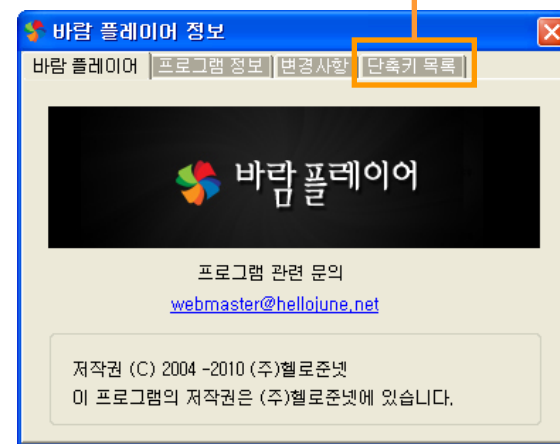 바람 플레이어 정보
바람 플레이어 프로그램 정보 변경사항 단축키 목록
바람플레이어
프로그램 관련 문의
webmaster@hellojune.net
저작권 (C) 2004 -2010 (주)헬로준넷
이 프로그램의 저작권은 (주)헬로준넷에 있습니다.